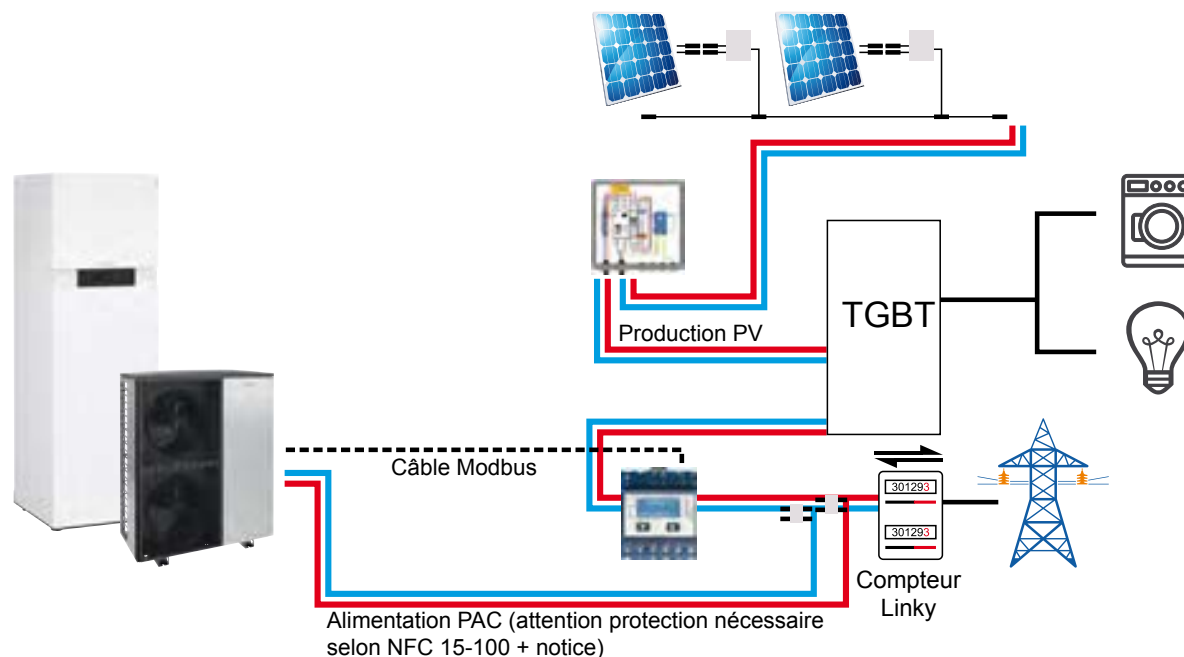 Production PV
TGBT
Câble Modbus
301293
301293
Compteur
Linky
Alimentation PAC (attention protection nécessaire
selon NFC 15-100 + notice)